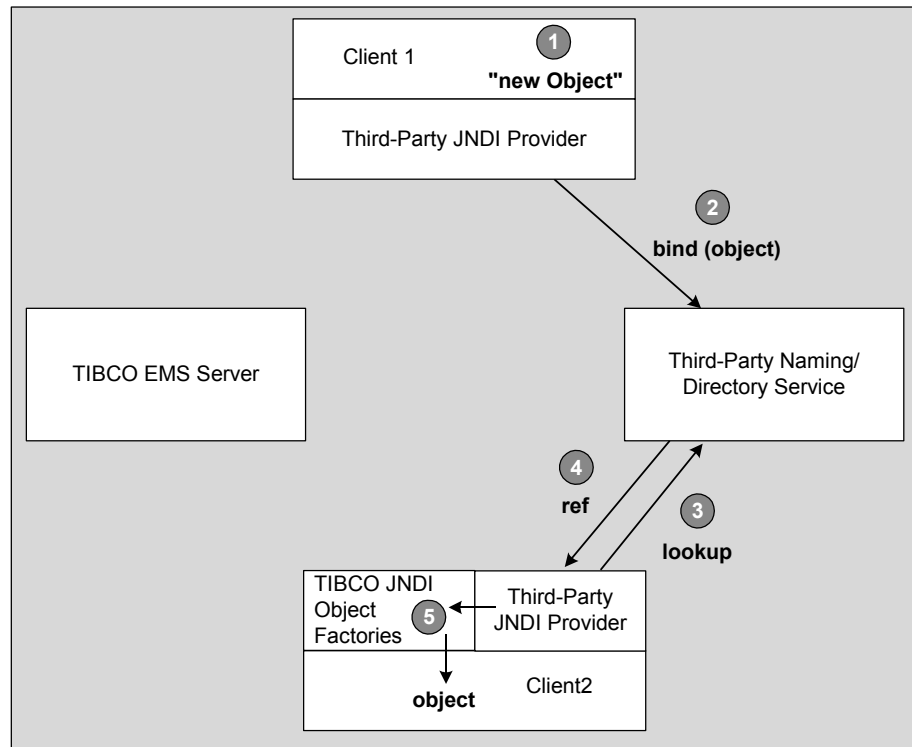 Client 1
1
"new Object"
Third-Party JNDI Provider
2
bind (object)
TIBCO EMS Server
Third-Party Naming/
Directory Service
4
ref
3
lookup
TIBCO JNDI
Object
Factories
5
Third-Party
JNDI Provider
object
Client2